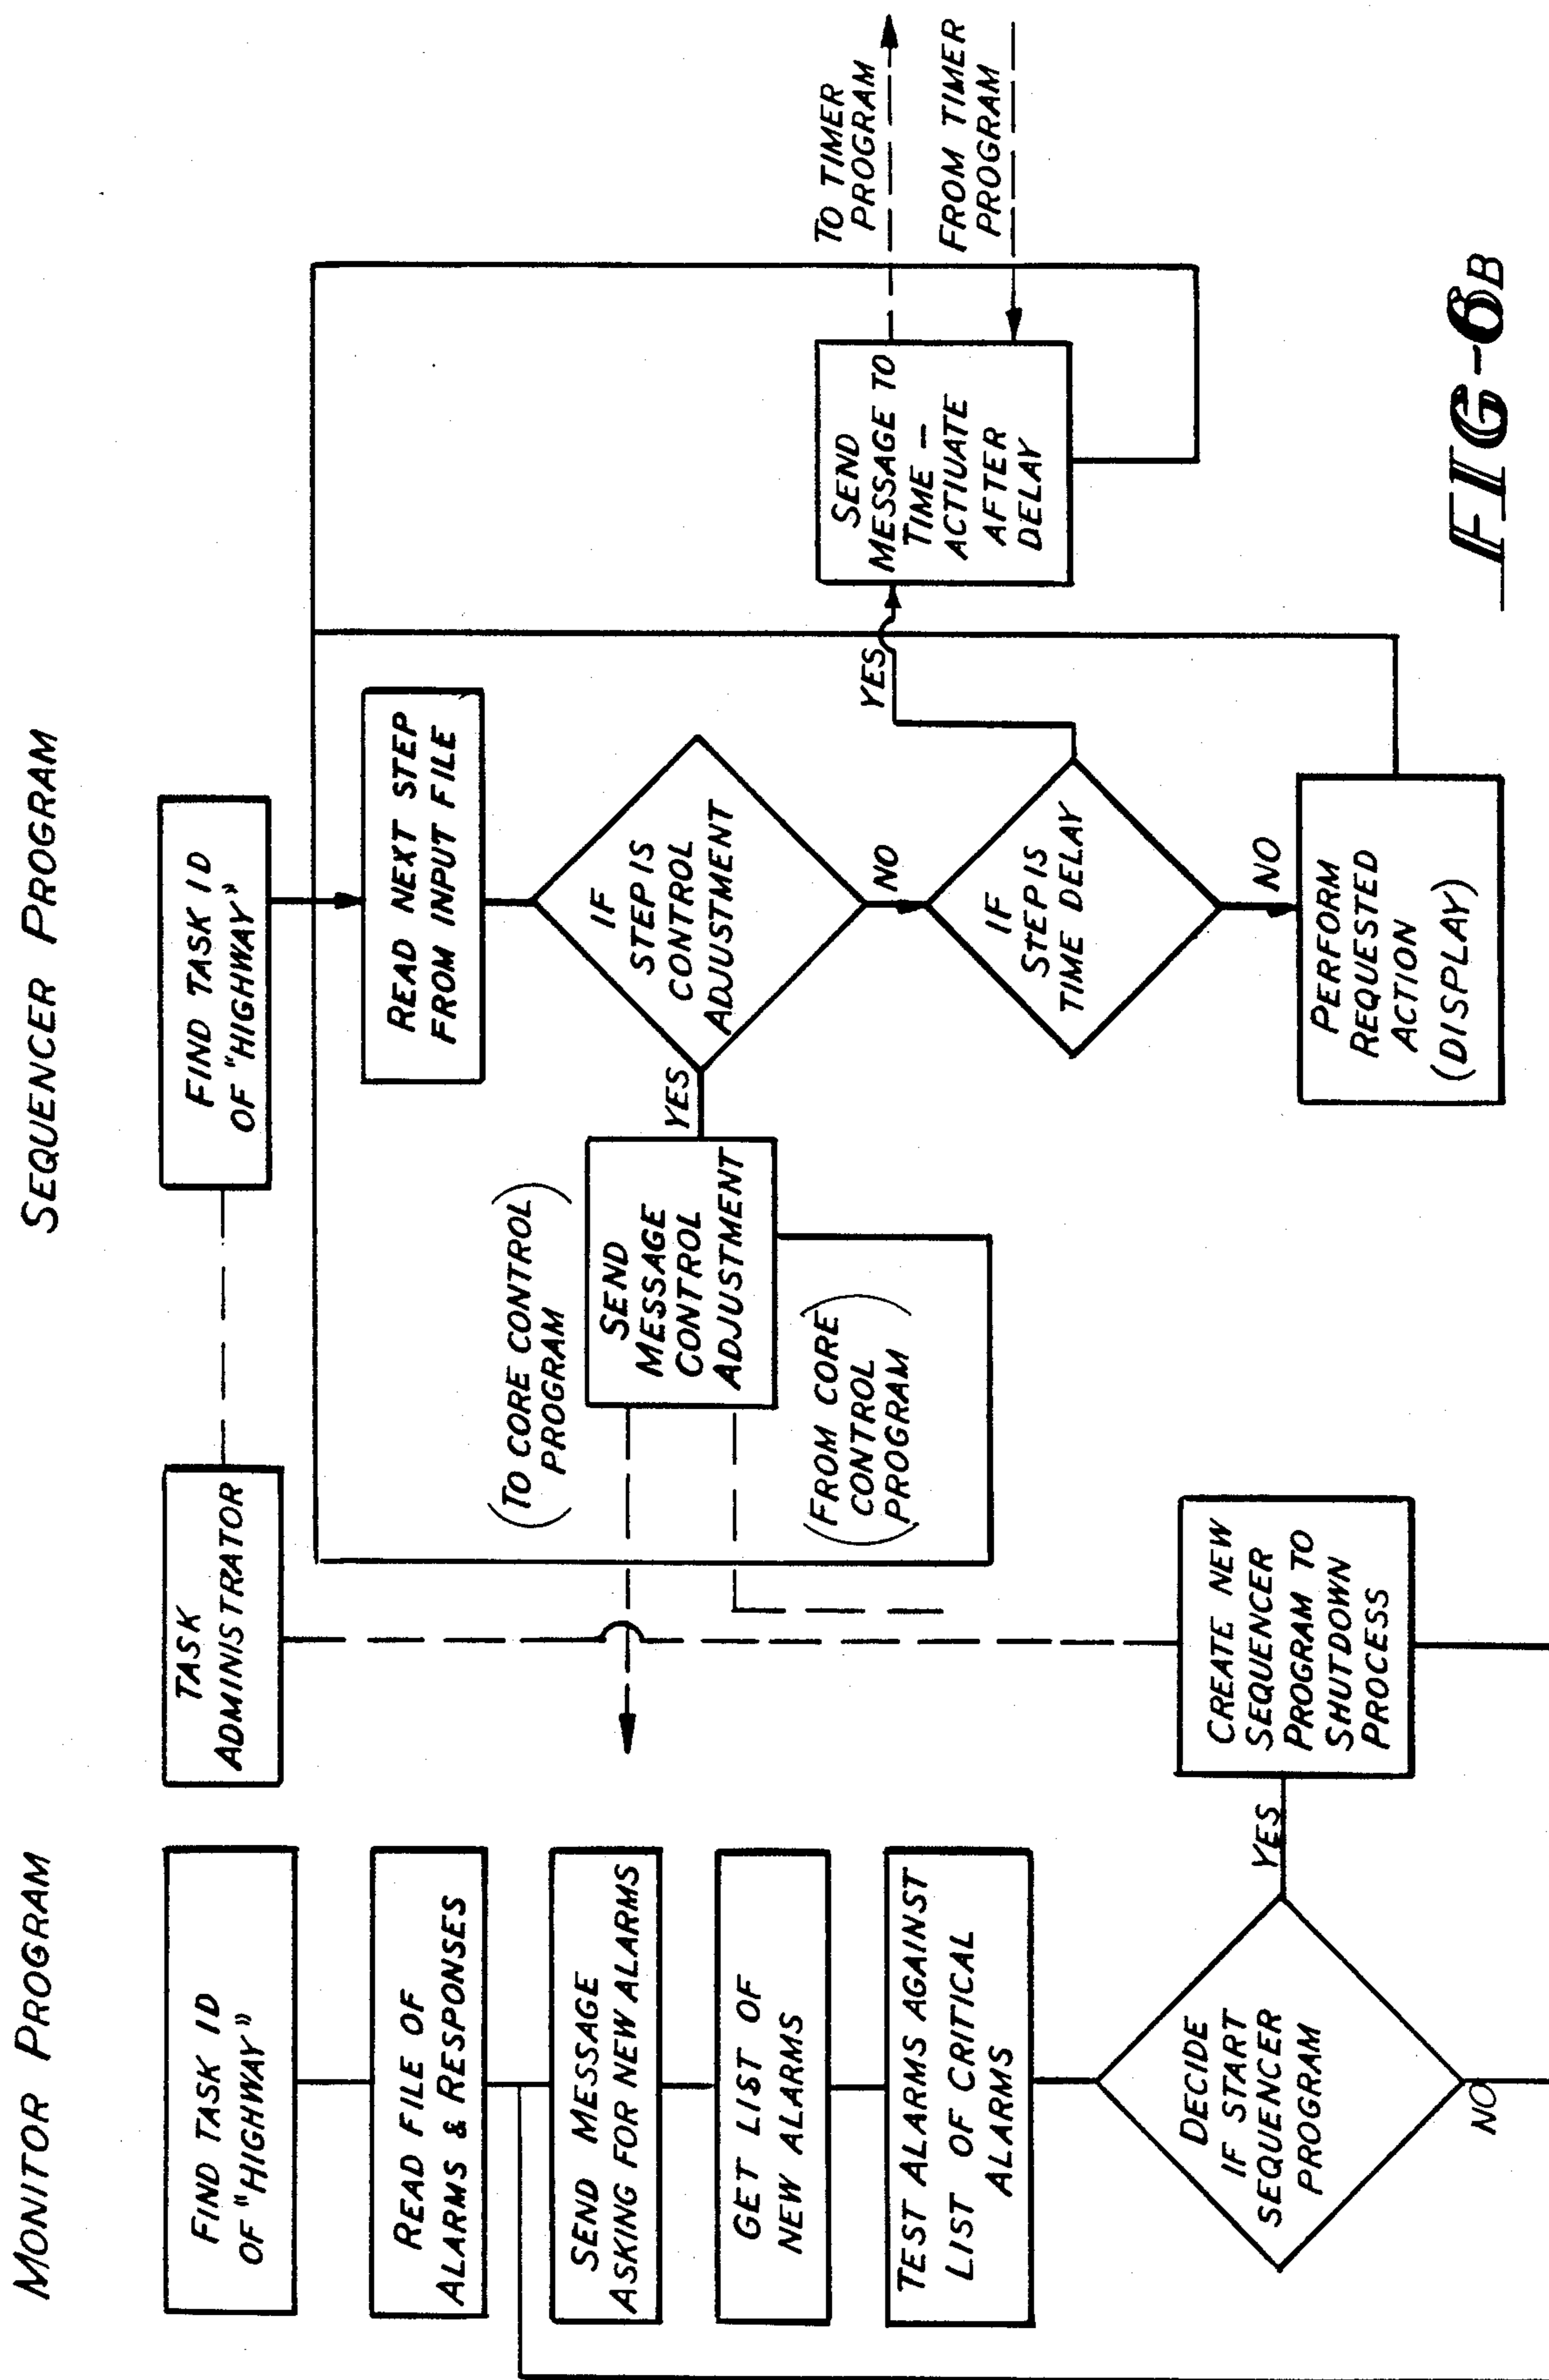 MONITOR PROGRAM
FIND TASK ID
OF "HIGHWAY"
READ FILE OF
ALARMS & RESPONSES
SEND MESSAGE
ASKING FOR NEW ALARMS
GET LIST OF
NEW ALARMS
TEST ALARMS AGAINST
LIST OF CRITICAL
ALARMS
DECIDE
IF START
SEQUENCER
PROGRAM
YES
NO
CREATE NEW
SEQUENCER
PROGRAM TO
SHUTDOWN
PROCESS
TASK
ADMINISTRATOR
SEQUENCER PROGRAM
FIND TASK ID
OF "HIGHWAY"
READ NEXT STEP
FROM INPUT FILE
IF
STEP IS
CONTROL
ADJUSTMENT
YES
NO
(TO CORE CONTROL
PROGRAM)
SEND
MESSAGE
CONTROL
ADJUSTMENT
(FROM CORE
CONTROL
PROGRAM)
IF
STEP IS
TIME DELAY
YES
NO
SEND
MESSAGE TO
TIME –
ACTIUATE
AFTER
DELAY
TO TIMER
PROGRAM
FROM TIMER
PROGRAM
PERFORM
REQUESTED
ACTION
(DISPLAY)
FIG-6B